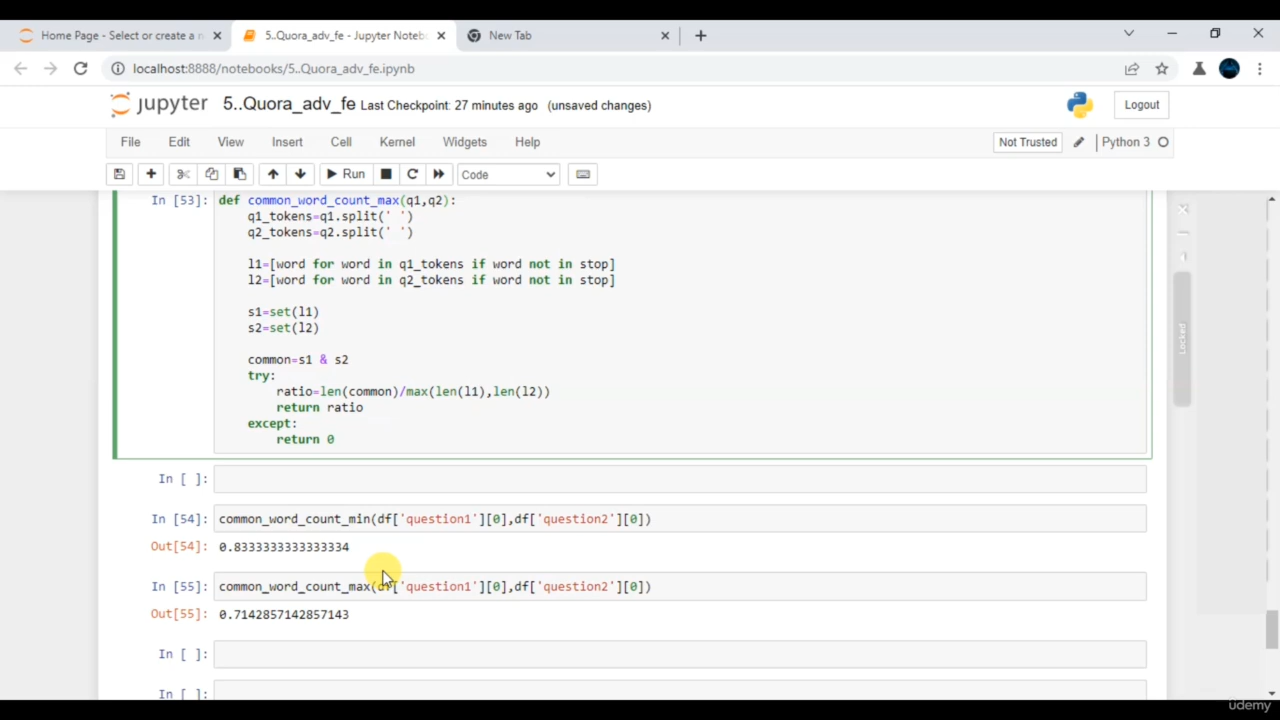 Home Page - Select or create a n
5..Quora_adv_fe - Jupyter Notebo
New Tab
localhost:8888/notebooks/5..Quora_adv_fe.ipynb
jupyter 5..Quora_adv_fe Last Checkpoint: 27 minutes ago (unsaved changes)
Logout
File Edit View Insert Cell Kernel Widgets Help
Not Trusted
Python 3
Run
Code
In [53]: def common_word_count_max(q1,q2):
q1_tokens=q1.split(' ')
q2_tokens=q2.split(' ')
l1=[word for word in q1_tokens if word not in stop]
l2=[word for word in q2_tokens if word not in stop]
s1=set(l1)
s2=set(l2)
common=s1 & s2
try:
ratio=len(common)/max(len(l1),len(l2))
return ratio
except:
return 0
Locked
In [ ]:
In [54]: common_word_count_min(df['question1'][0],df['question2'][0])
Out[54]: 0.8333333333333334
In [55]: common_word_count_max(df['question1'][0],df['question2'][0])
Out[55]: 0.7142857142857143
In [ ]:
In [ ]:
ûdemy